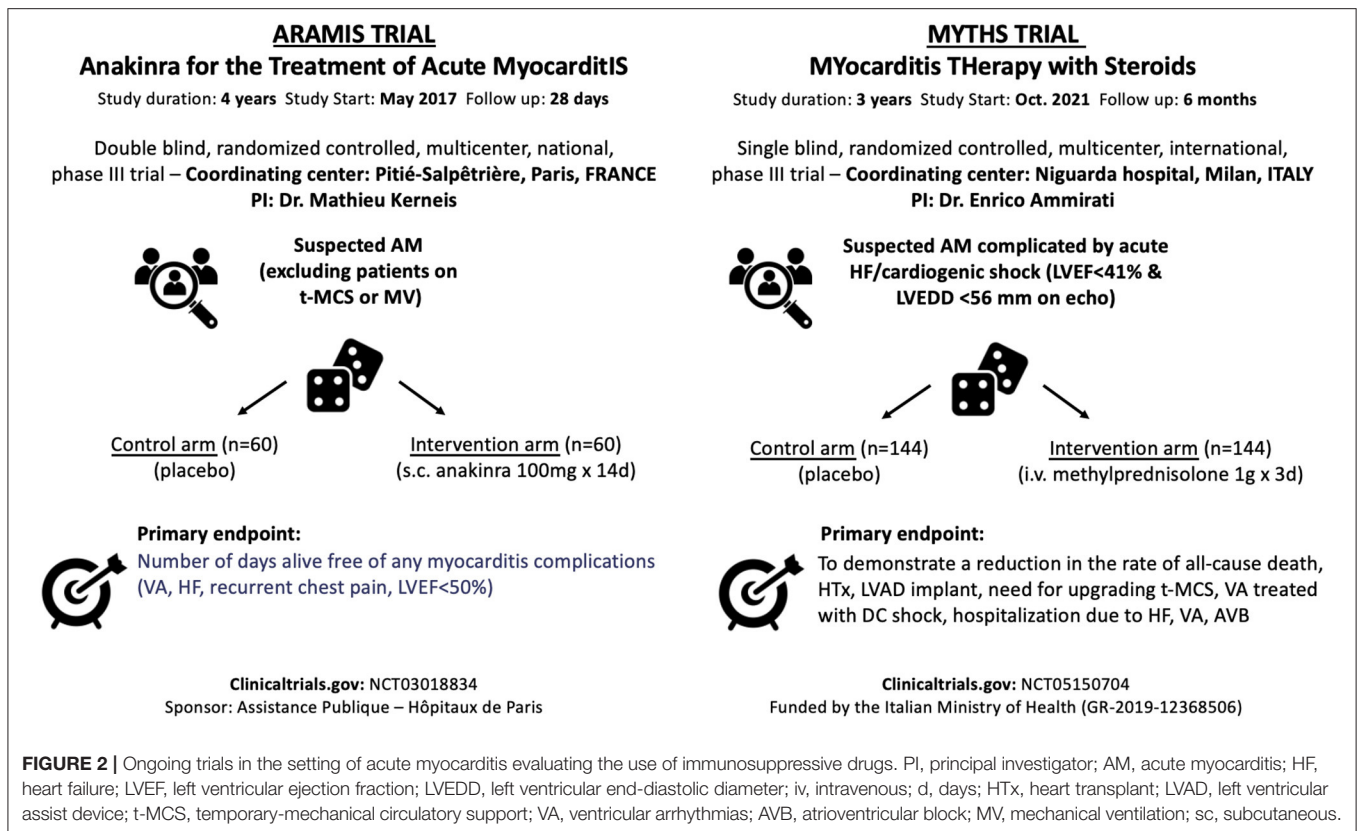 ARAMIS TRIAL
Anakinra for the Treatment of Acute MyocarditIS
Study duration: 4 years Study Start: May 2017 Follow up: 28 days
Double blind, randomized controlled, multicenter, national,
phase III trial – Coordinating center: Pitié-Salpêtrière, Paris, FRANCE
PI: Dr. Mathieu Kerneis
Suspected AM
(excluding patients on
t-MCS or MV)
Control arm (n=60)
(placebo)
Intervention arm (n=60)
(s.c. anakinra 100mg x 14d)
Primary endpoint:
Number of days alive free of any myocarditis complications
(VA, HF, recurrent chest pain, LVEF<50%)
Clinicaltrials.gov: NCT03018834
Sponsor: Assistance Publique – Hôpitaux de Paris
MYTHS TRIAL
MYocarditis THerapy with Steroids
Study duration: 3 years Study Start: Oct. 2021 Follow up: 6 months
Single blind, randomized controlled, multicenter, international,
phase III trial – Coordinating center: Niguarda hospital, Milan, ITALY
PI: Dr. Enrico Ammirati
Suspected AM complicated by acute
HF/cardiogenic shock (LVEF<41% &
LVEDD <56 mm on echo)
Control arm (n=144)
(placebo)
Intervention arm (n=144)
(i.v. methylprednisolone 1g x 3d)
Primary endpoint:
To demonstrate a reduction in the rate of all-cause death,
HTx, LVAD implant, need for upgrading t-MCS, VA treated
with DC shock, hospitalization due to HF, VA, AVB
Clinicaltrials.gov: NCT05150704
Funded by the Italian Ministry of Health (GR-2019-12368506)
FIGURE 2 | Ongoing trials in the setting of acute myocarditis evaluating the use of immunosuppressive drugs. PI, principal investigator; AM, acute myocarditis; HF,
heart failure; LVEF, left ventricular ejection fraction; LVEDD, left ventricular end-diastolic diameter; iv, intravenous; d, days; HTx, heart transplant; LVAD, left ventricular
assist device; t-MCS, temporary-mechanical circulatory support; VA, ventricular arrhythmias; AVB, atrioventricular block; MV, mechanical ventilation; sc, subcutaneous.